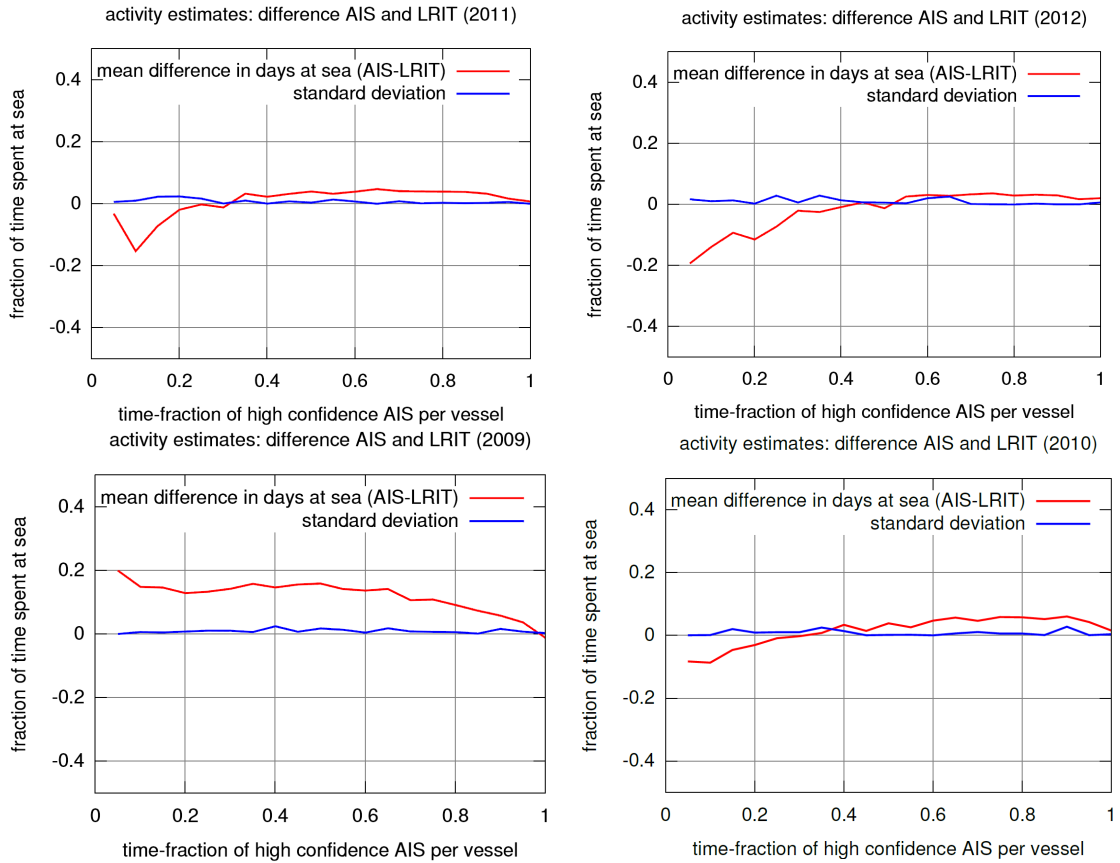 activity estimates: difference AIS and LRIT (2011)
mean difference in days at sea (AIS-LRIT)
standard deviation
fraction of time spent at sea
0.4
0.2
0
-0.2
-0.4
0 0.2 0.4 0.6 0.8 1
time-fraction of high confidence AIS per vessel
activity estimates: difference AIS and LRIT (2012)
mean difference in days at sea (AIS-LRIT)
standard deviation
fraction of time spent at sea
0.4
0.2
0
-0.2
-0.4
0 0.2 0.4 0.6 0.8 1
time-fraction of high confidence AIS per vessel
activity estimates: difference AIS and LRIT (2009)
mean difference in days at sea (AIS-LRIT)
standard deviation
fraction of time spent at sea
0.4
0.2
0
-0.2
-0.4
0 0.2 0.4 0.6 0.8 1
time-fraction of high confidence AIS per vessel
activity estimates: difference AIS and LRIT (2010)
mean difference in days at sea (AIS-LRIT)
standard deviation
fraction of time spent at sea
0.4
0.2
0
-0.2
-0.4
0 0.2 0.4 0.6 0.8 1
time-fraction of high confidence AIS per vessel